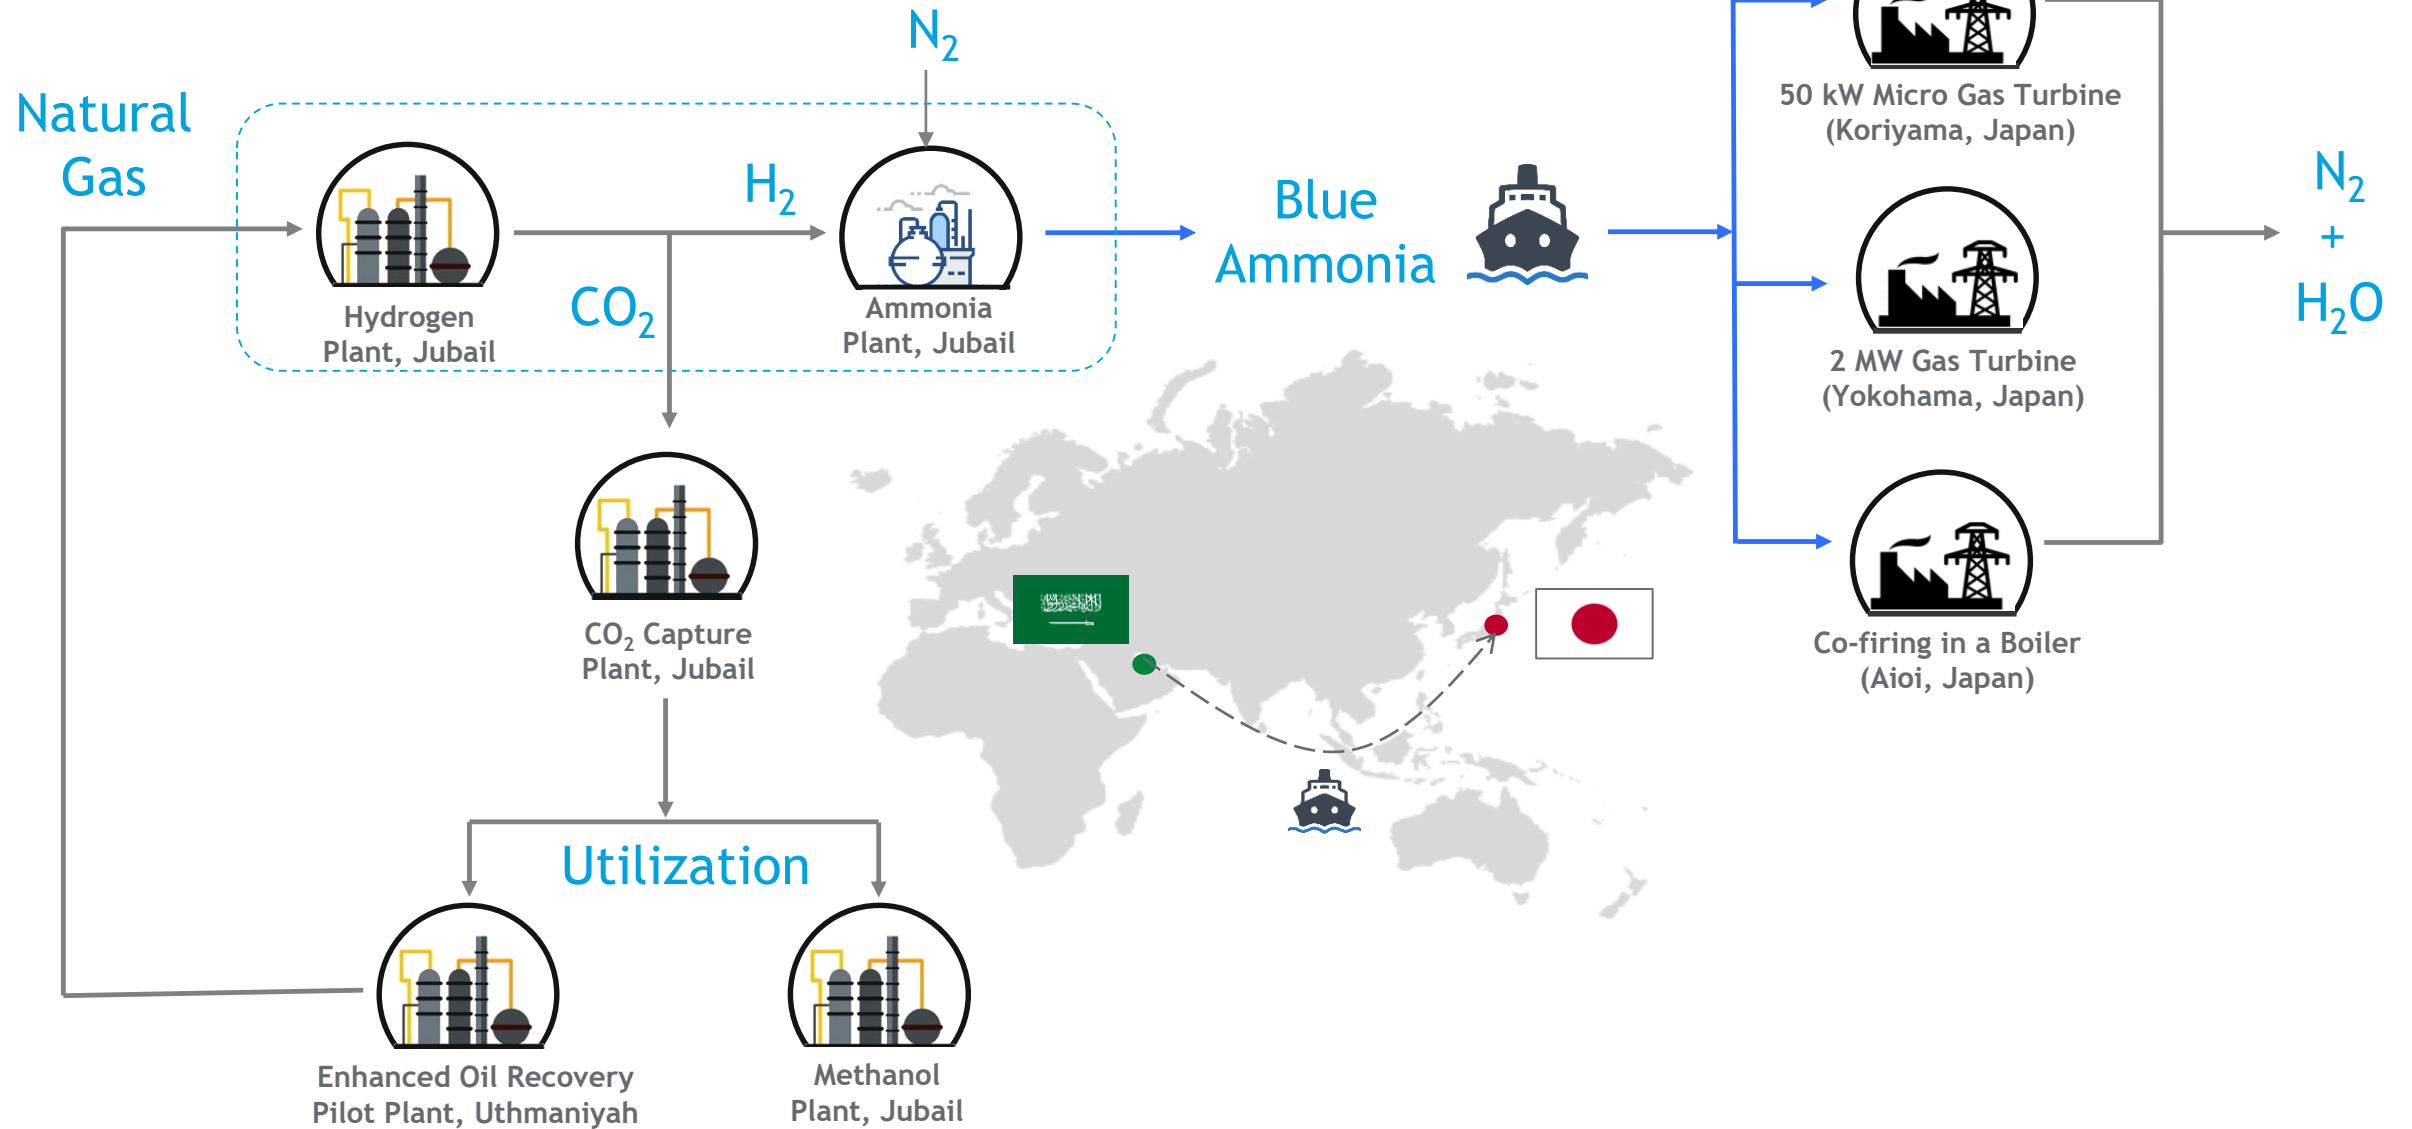 N₂
Natural
Gas
H₂
CO₂
Hydrogen
Plant, Jubail
Ammonia
Plant, Jubail
Blue
Ammonia
50 kW Micro Gas Turbine
(Koriyama, Japan)
2 MW Gas Turbine
(Yokohama, Japan)
Co-firing in a Boiler
(Aioi, Japan)
N₂
+
H₂O
CO₂ Capture
Plant, Jubail
Utilization
Enhanced Oil Recovery
Pilot Plant, Uthmaniyah
Methanol
Plant, Jubail